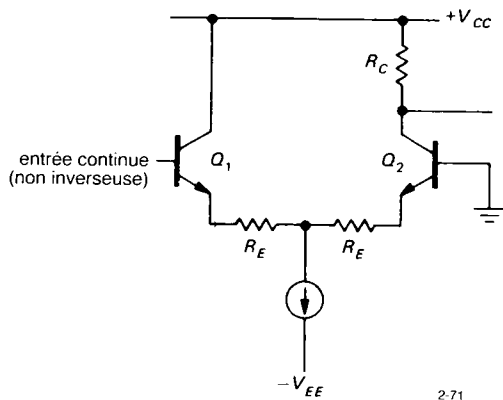 +V_CC
R_C
entrée continue
(non inverseuse)
Q_1
Q_2
R_E
R_E
−V_EE
2-71